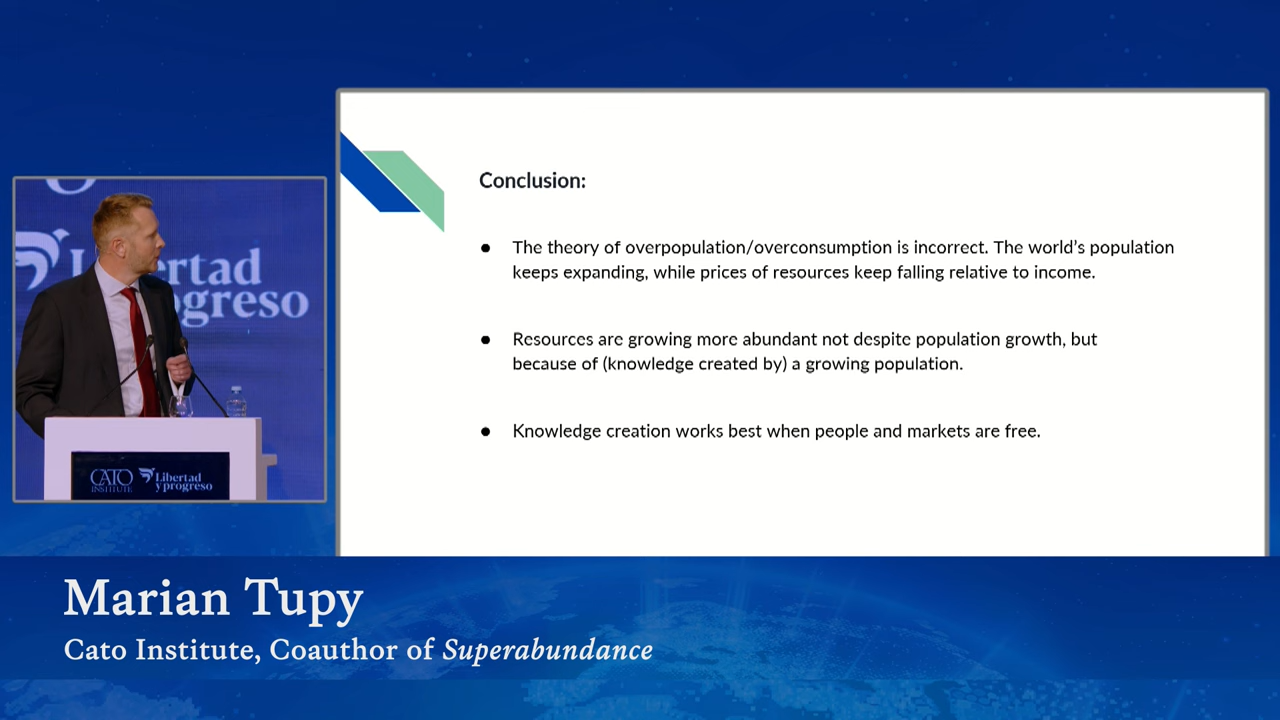 Conclusion:
● The theory of overpopulation/overconsumption is incorrect. The world's population
keeps expanding, while prices of resources keep falling relative to income.
● Resources are growing more abundant not despite population growth, but
because of (knowledge created by) a growing population.
● Knowledge creation works best when people and markets are free.
ertad
ogreso
CATO
INSTITUTE
Libertad
y progreso
Marian Tupy
Cato Institute, Coauthor of Superabundance